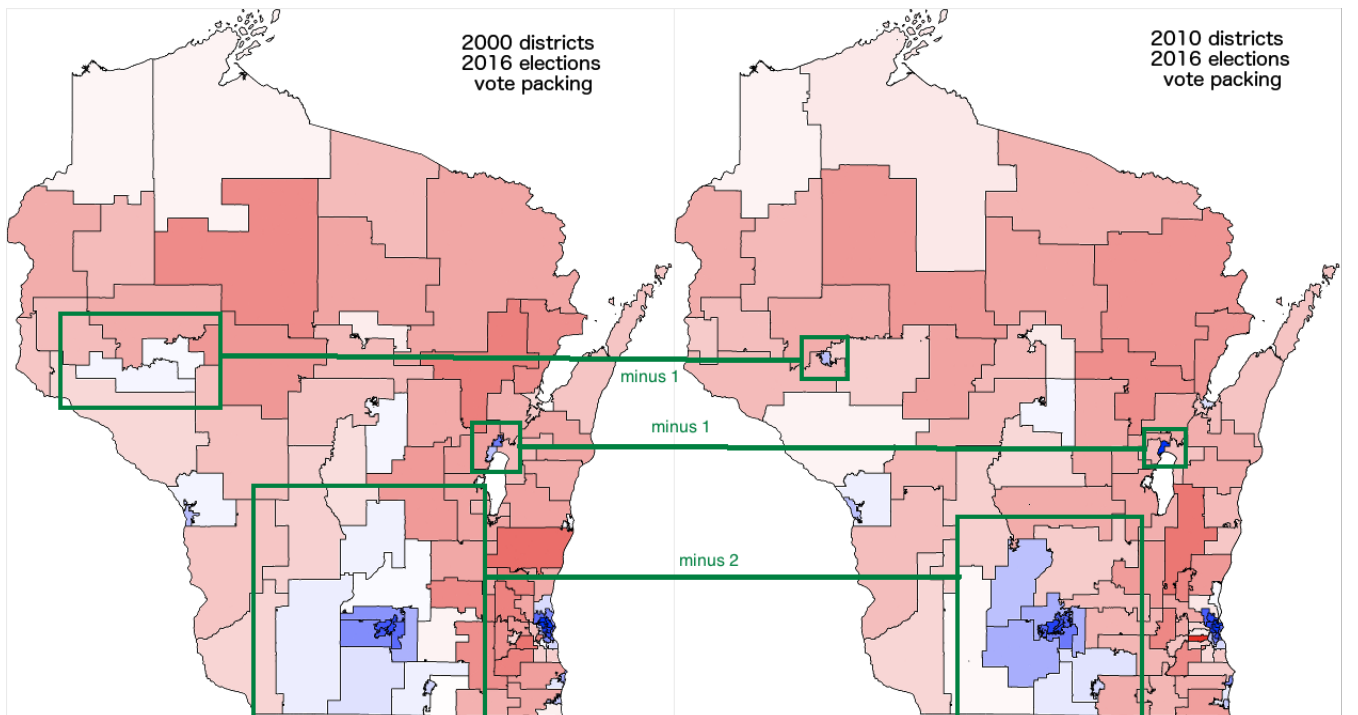 2000 districts
2016 elections
vote packing
2010 districts
2016 elections
vote packing
minus 1
minus 1
minus 2